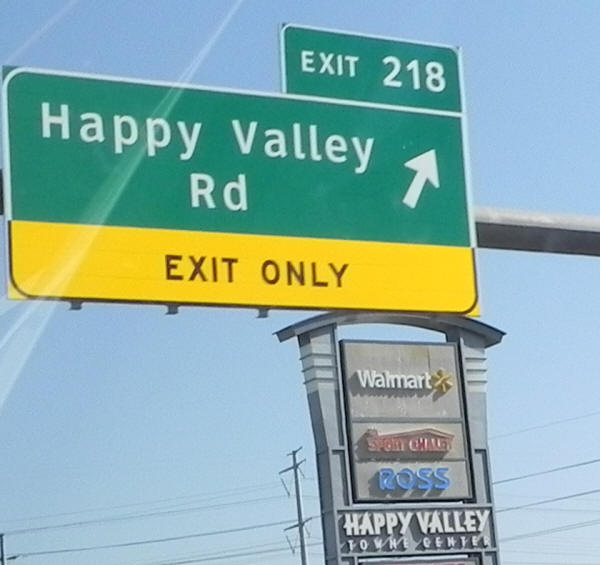 EXIT 218
Happy Valley
Rd
EXIT ONLY
Walmart
SPORT CHALET
ROSS
HAPPY VALLEY
TOWNE CENTER